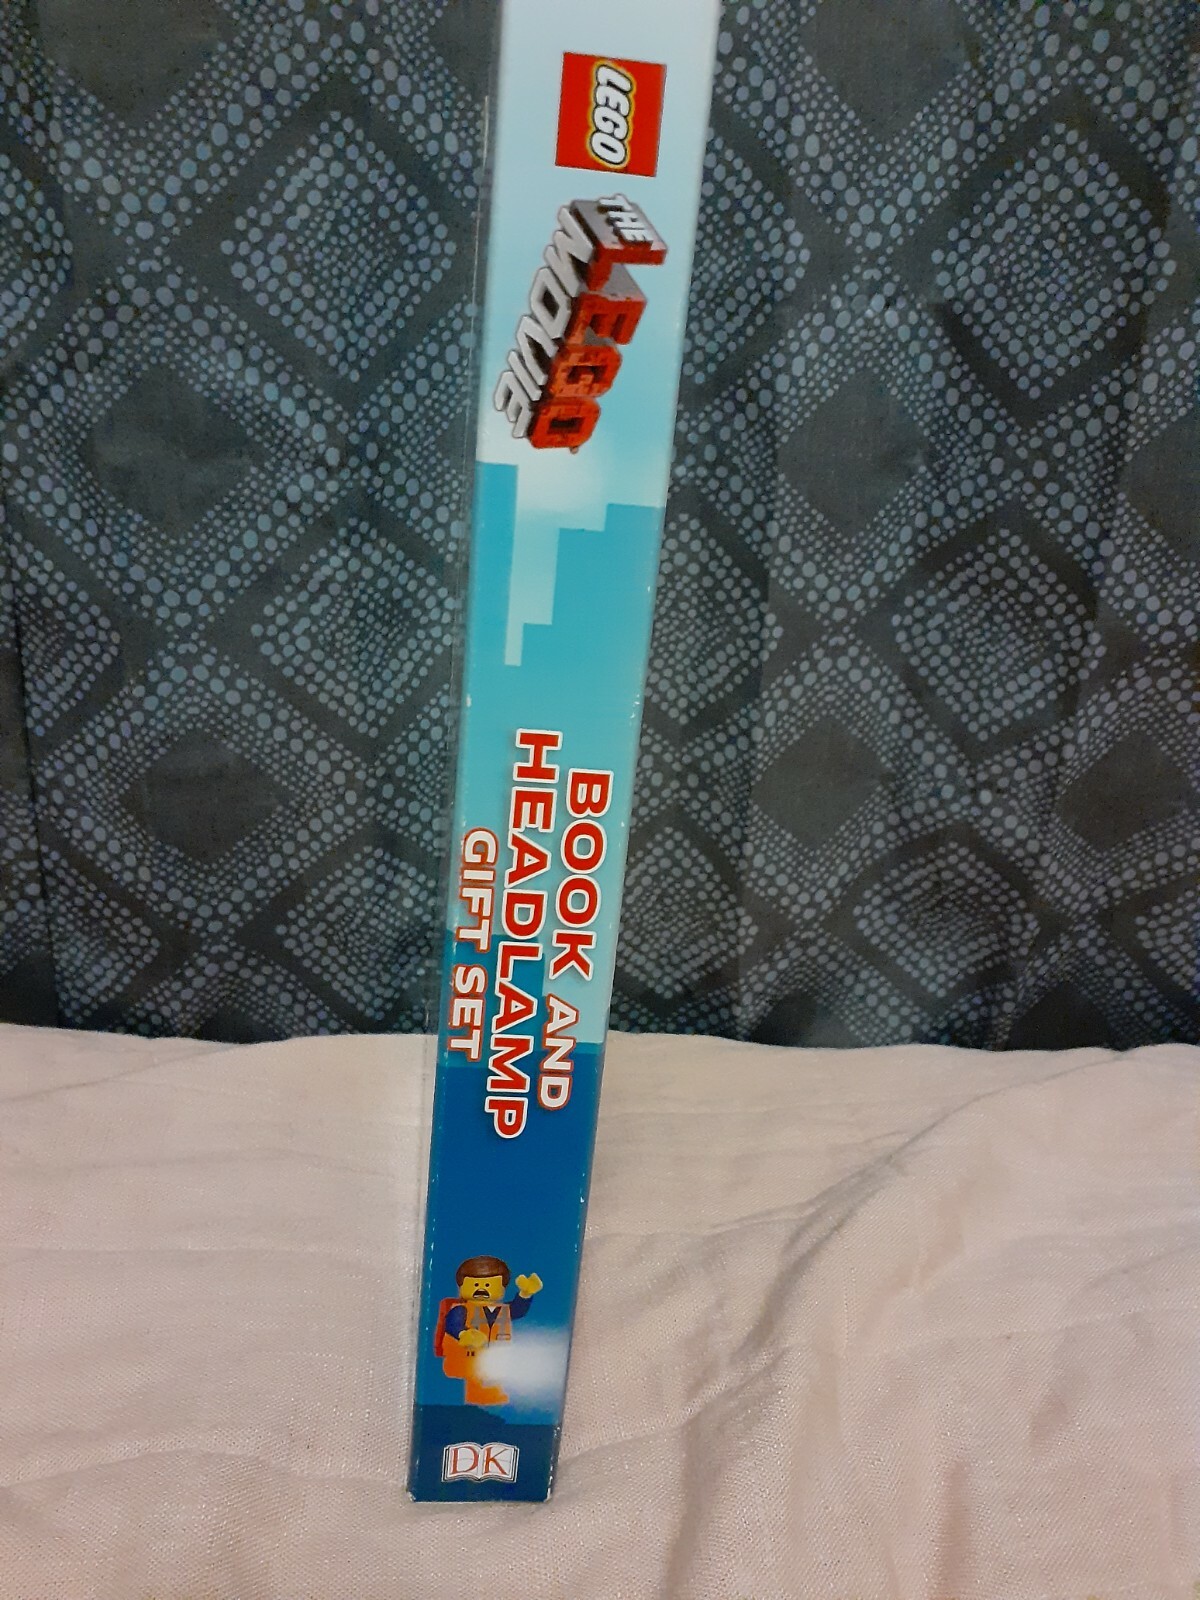 LEGO
THE
LEGO
MOVIE
BOOK AND
HEADLAMP
GIFT SET
DK